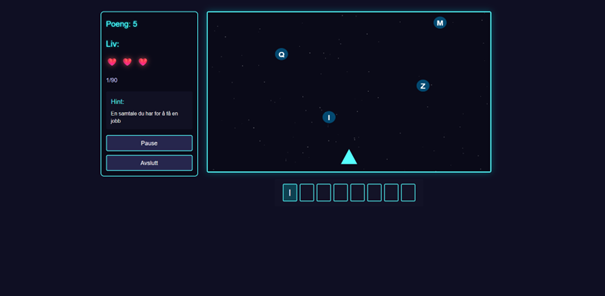 Poeng: 5
Liv:
1/90
Hint:
En samtale du har for å få en
jobb
Pause
Avslutt
M
Q
Z
I
I